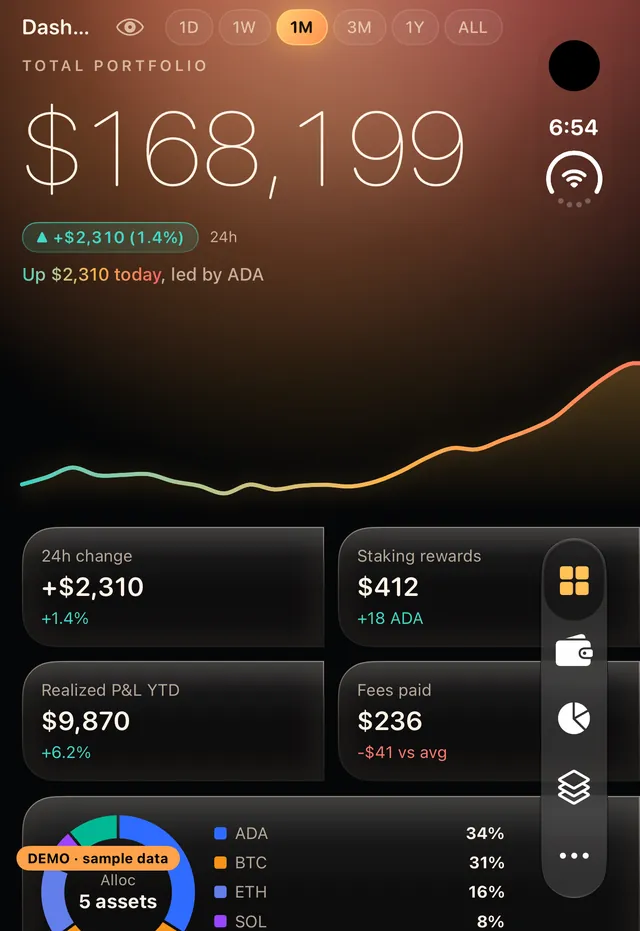 Dash...
1D
1W
1M
3M
1Y
ALL
TOTAL PORTFOLIO
6:54
$168,199
▲ +$2,310 (1.4%)
24h
Up $2,310 today, led by ADA
24h change
+$2,310
+1.4%
Staking rewards
$412
+18 ADA
Realized P&L YTD
$9,870
+6.2%
Fees paid
$236
-$41 vs avg
DEMO · sample data
Alloc
5 assets
ADA 34%
BTC 31%
ETH 16%
SOL 8%